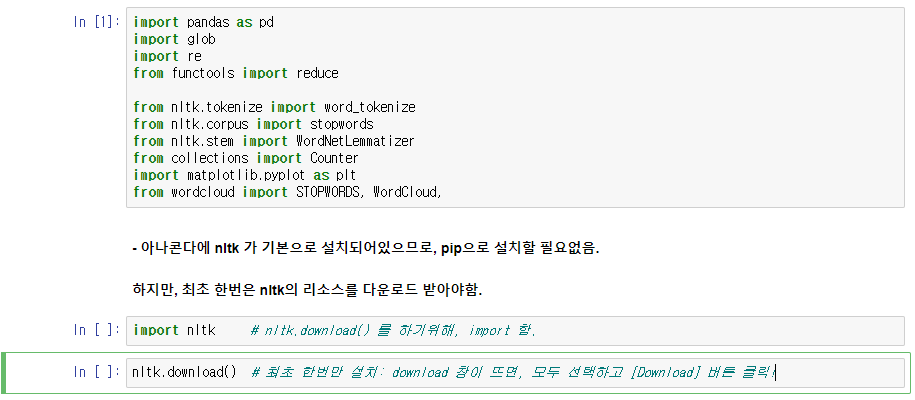 In [1]: import pandas as pd
import glob
import re
from functools import reduce
from nltk.tokenize import word_tokenize
from nltk.corpus import stopwords
from nltk.stem import WordNetLemmatizer
from collections import Counter
import matplotlib.pyplot as plt
from wordcloud import STOPWORDS, WordCloud,
- 아나콘다에 nltk 가 기본으로 설치되어있으므로, pip으로 설치할 필요없음.
하지만, 최초 한번은 nltk의 리소스를 다운로드 받아야함.
In [ ]: import nltk # nltk.download() 를 하기위해, import 함.
In [ ]: nltk.download() # 최초 한번만 설치: download 창이 뜨면, 모두 선택하고 [Download] 버튼 클릭!